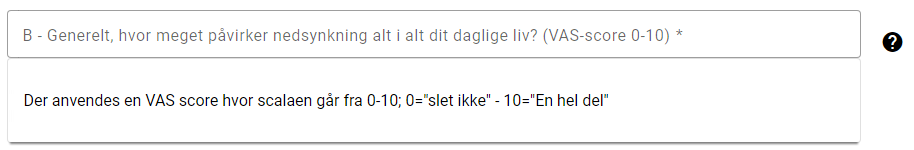 B - Generelt, hvor meget påvirker nedsynkning alt i alt dit daglige liv? (VAS-score 0-10) *
?
Der anvendes en VAS score hvor scalaen går fra 0-10; 0="slet ikke" - 10="En hel del"